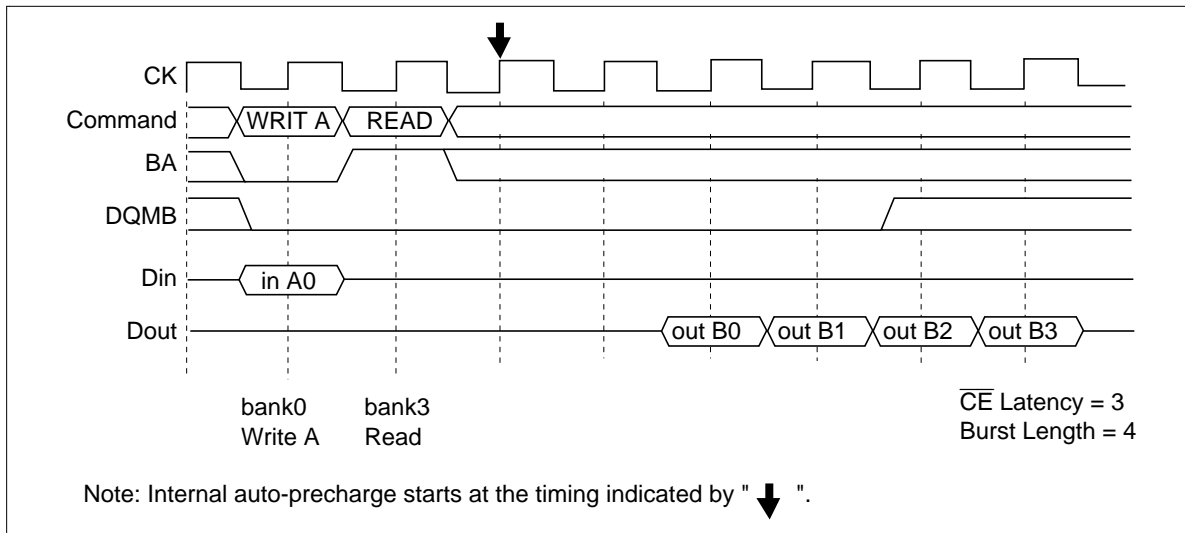 CK
Command WRIT A READ
BA
DQMB
Din in A0
Dout out B0 out B1 out B2 out B3
bank0 bank3 CE Latency = 3
Write A Read Burst Length = 4
Note: Internal auto-precharge starts at the timing indicated by " ".